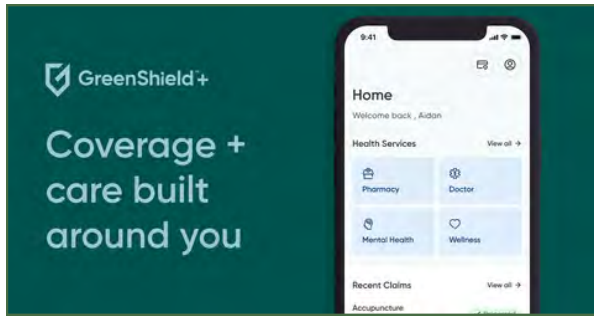 GreenShield+
Coverage +
care built
around you
9:41
Home
Welcome back , Aidan
Health Services View all →
Pharmacy Doctor
Mental Health Wellness
Recent Claims View all →
Accupuncture